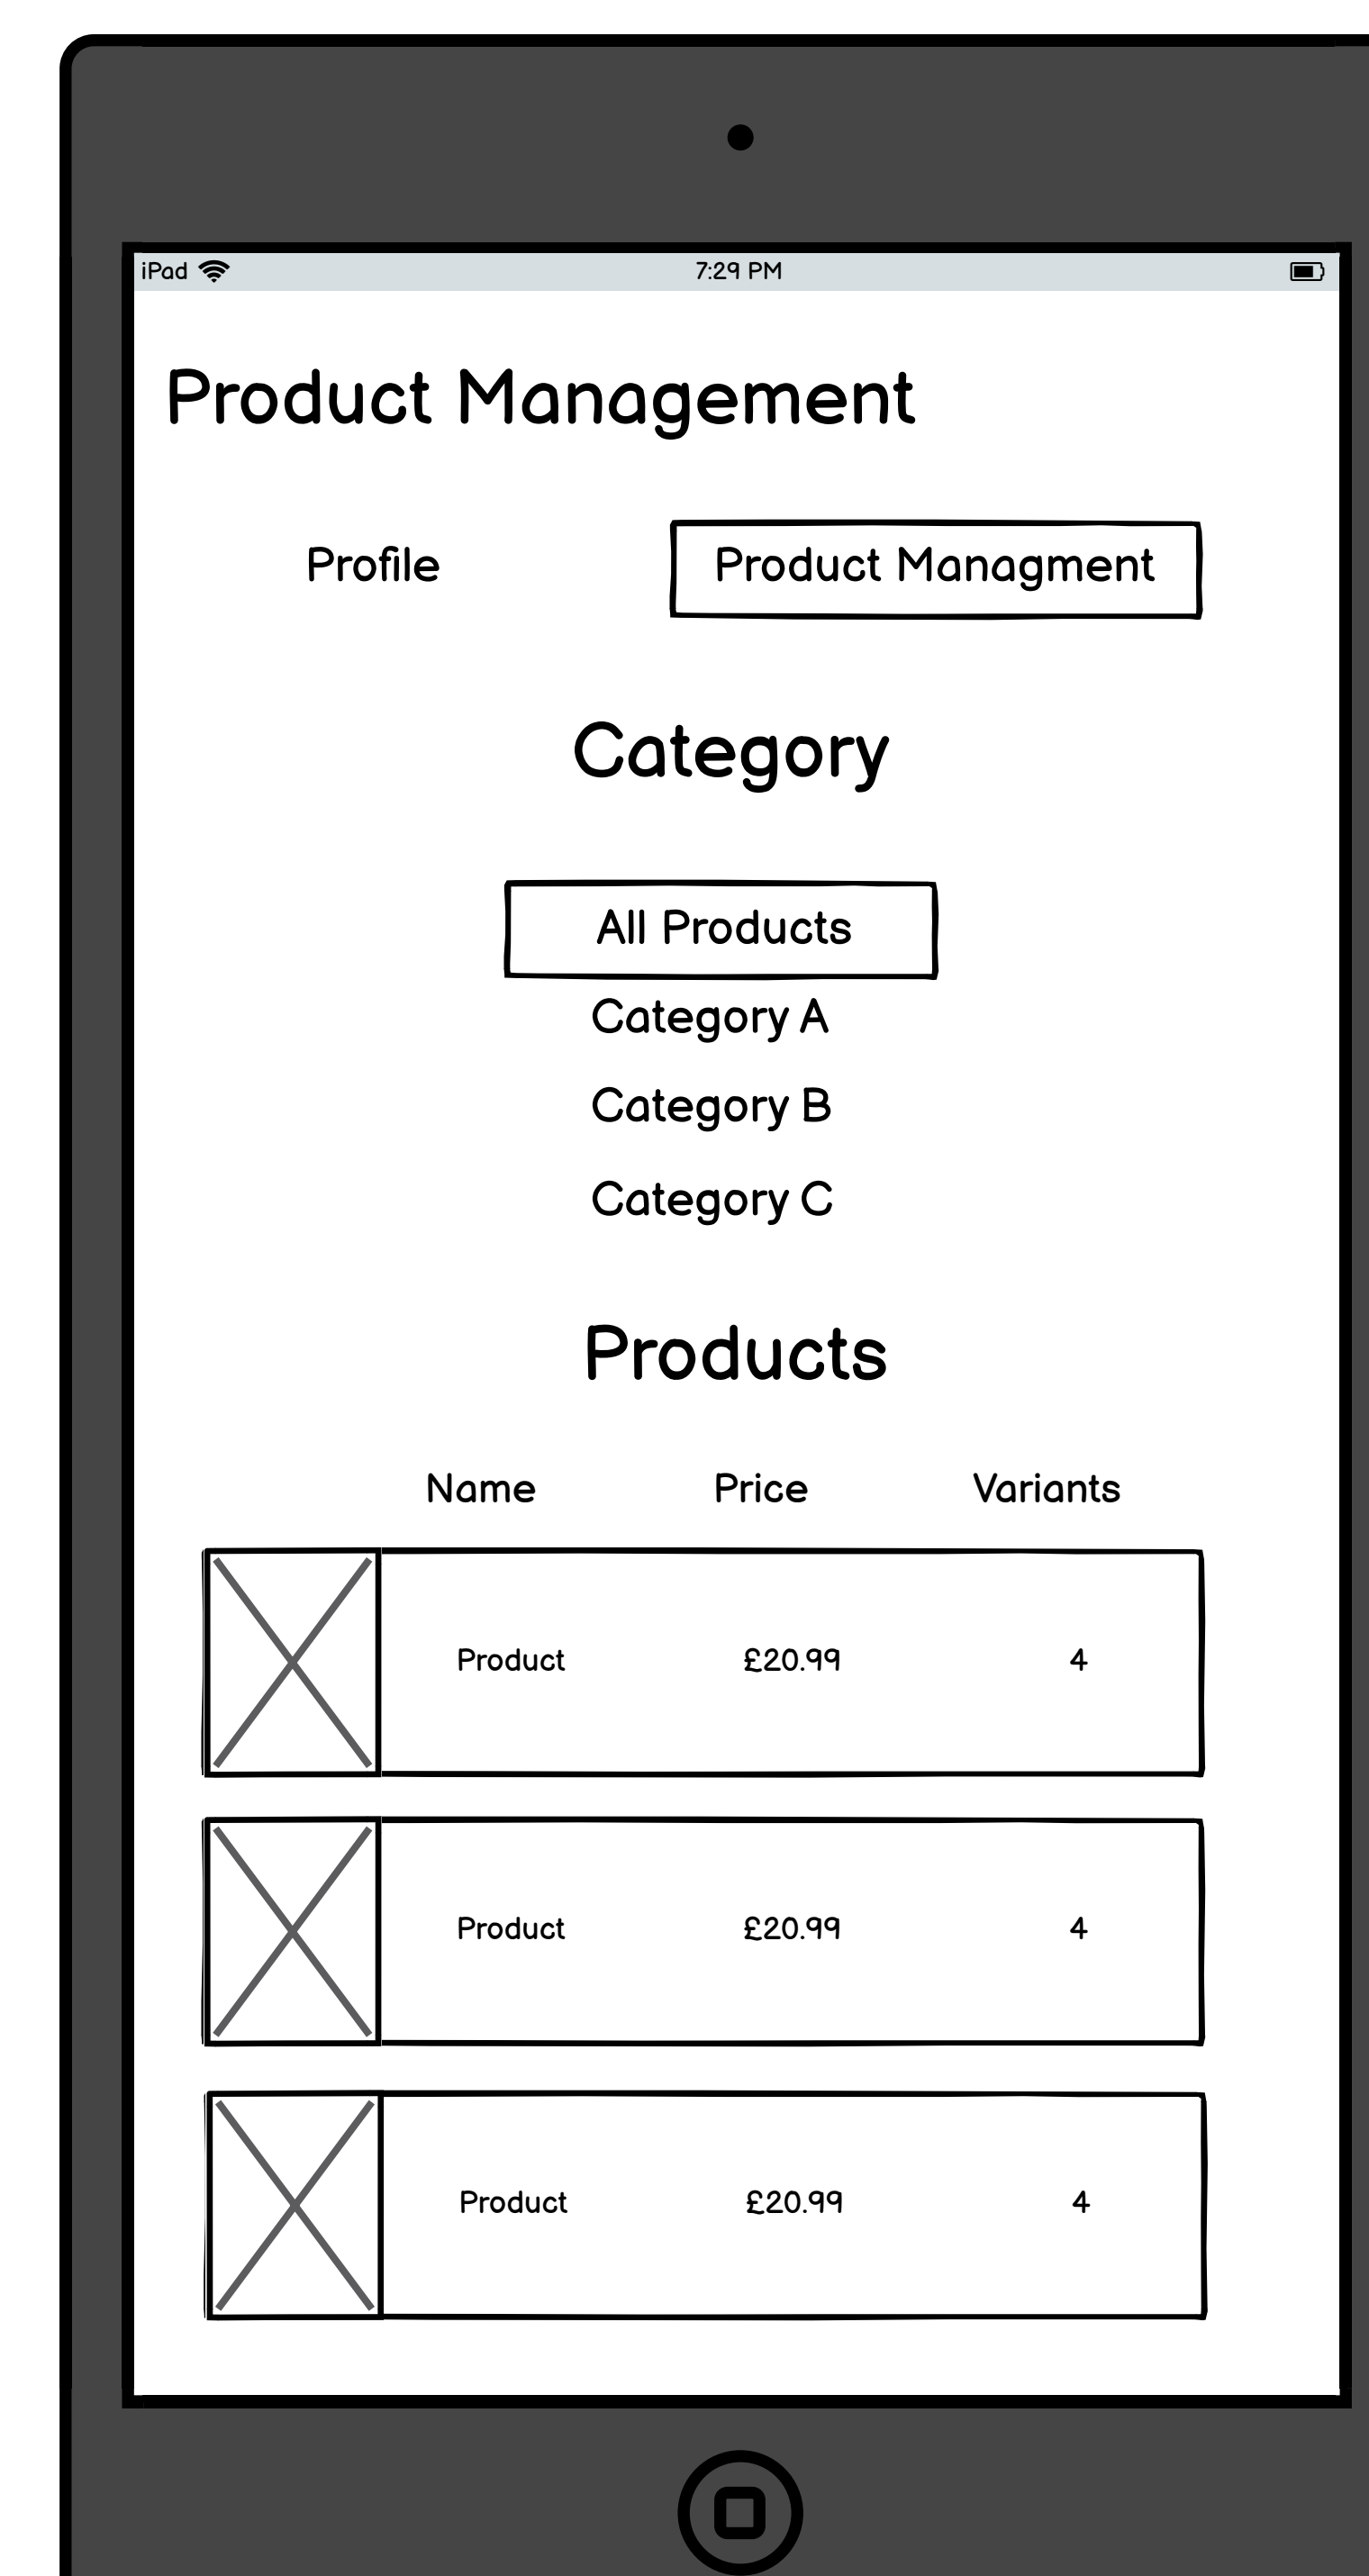 iPad 7:29 PM
Product Management
Profile Product Managment
Category
All Products
Category A
Category B
Category C
Products
Name Price Variants
Product £20.99 4
Product £20.99 4
Product £20.99 4